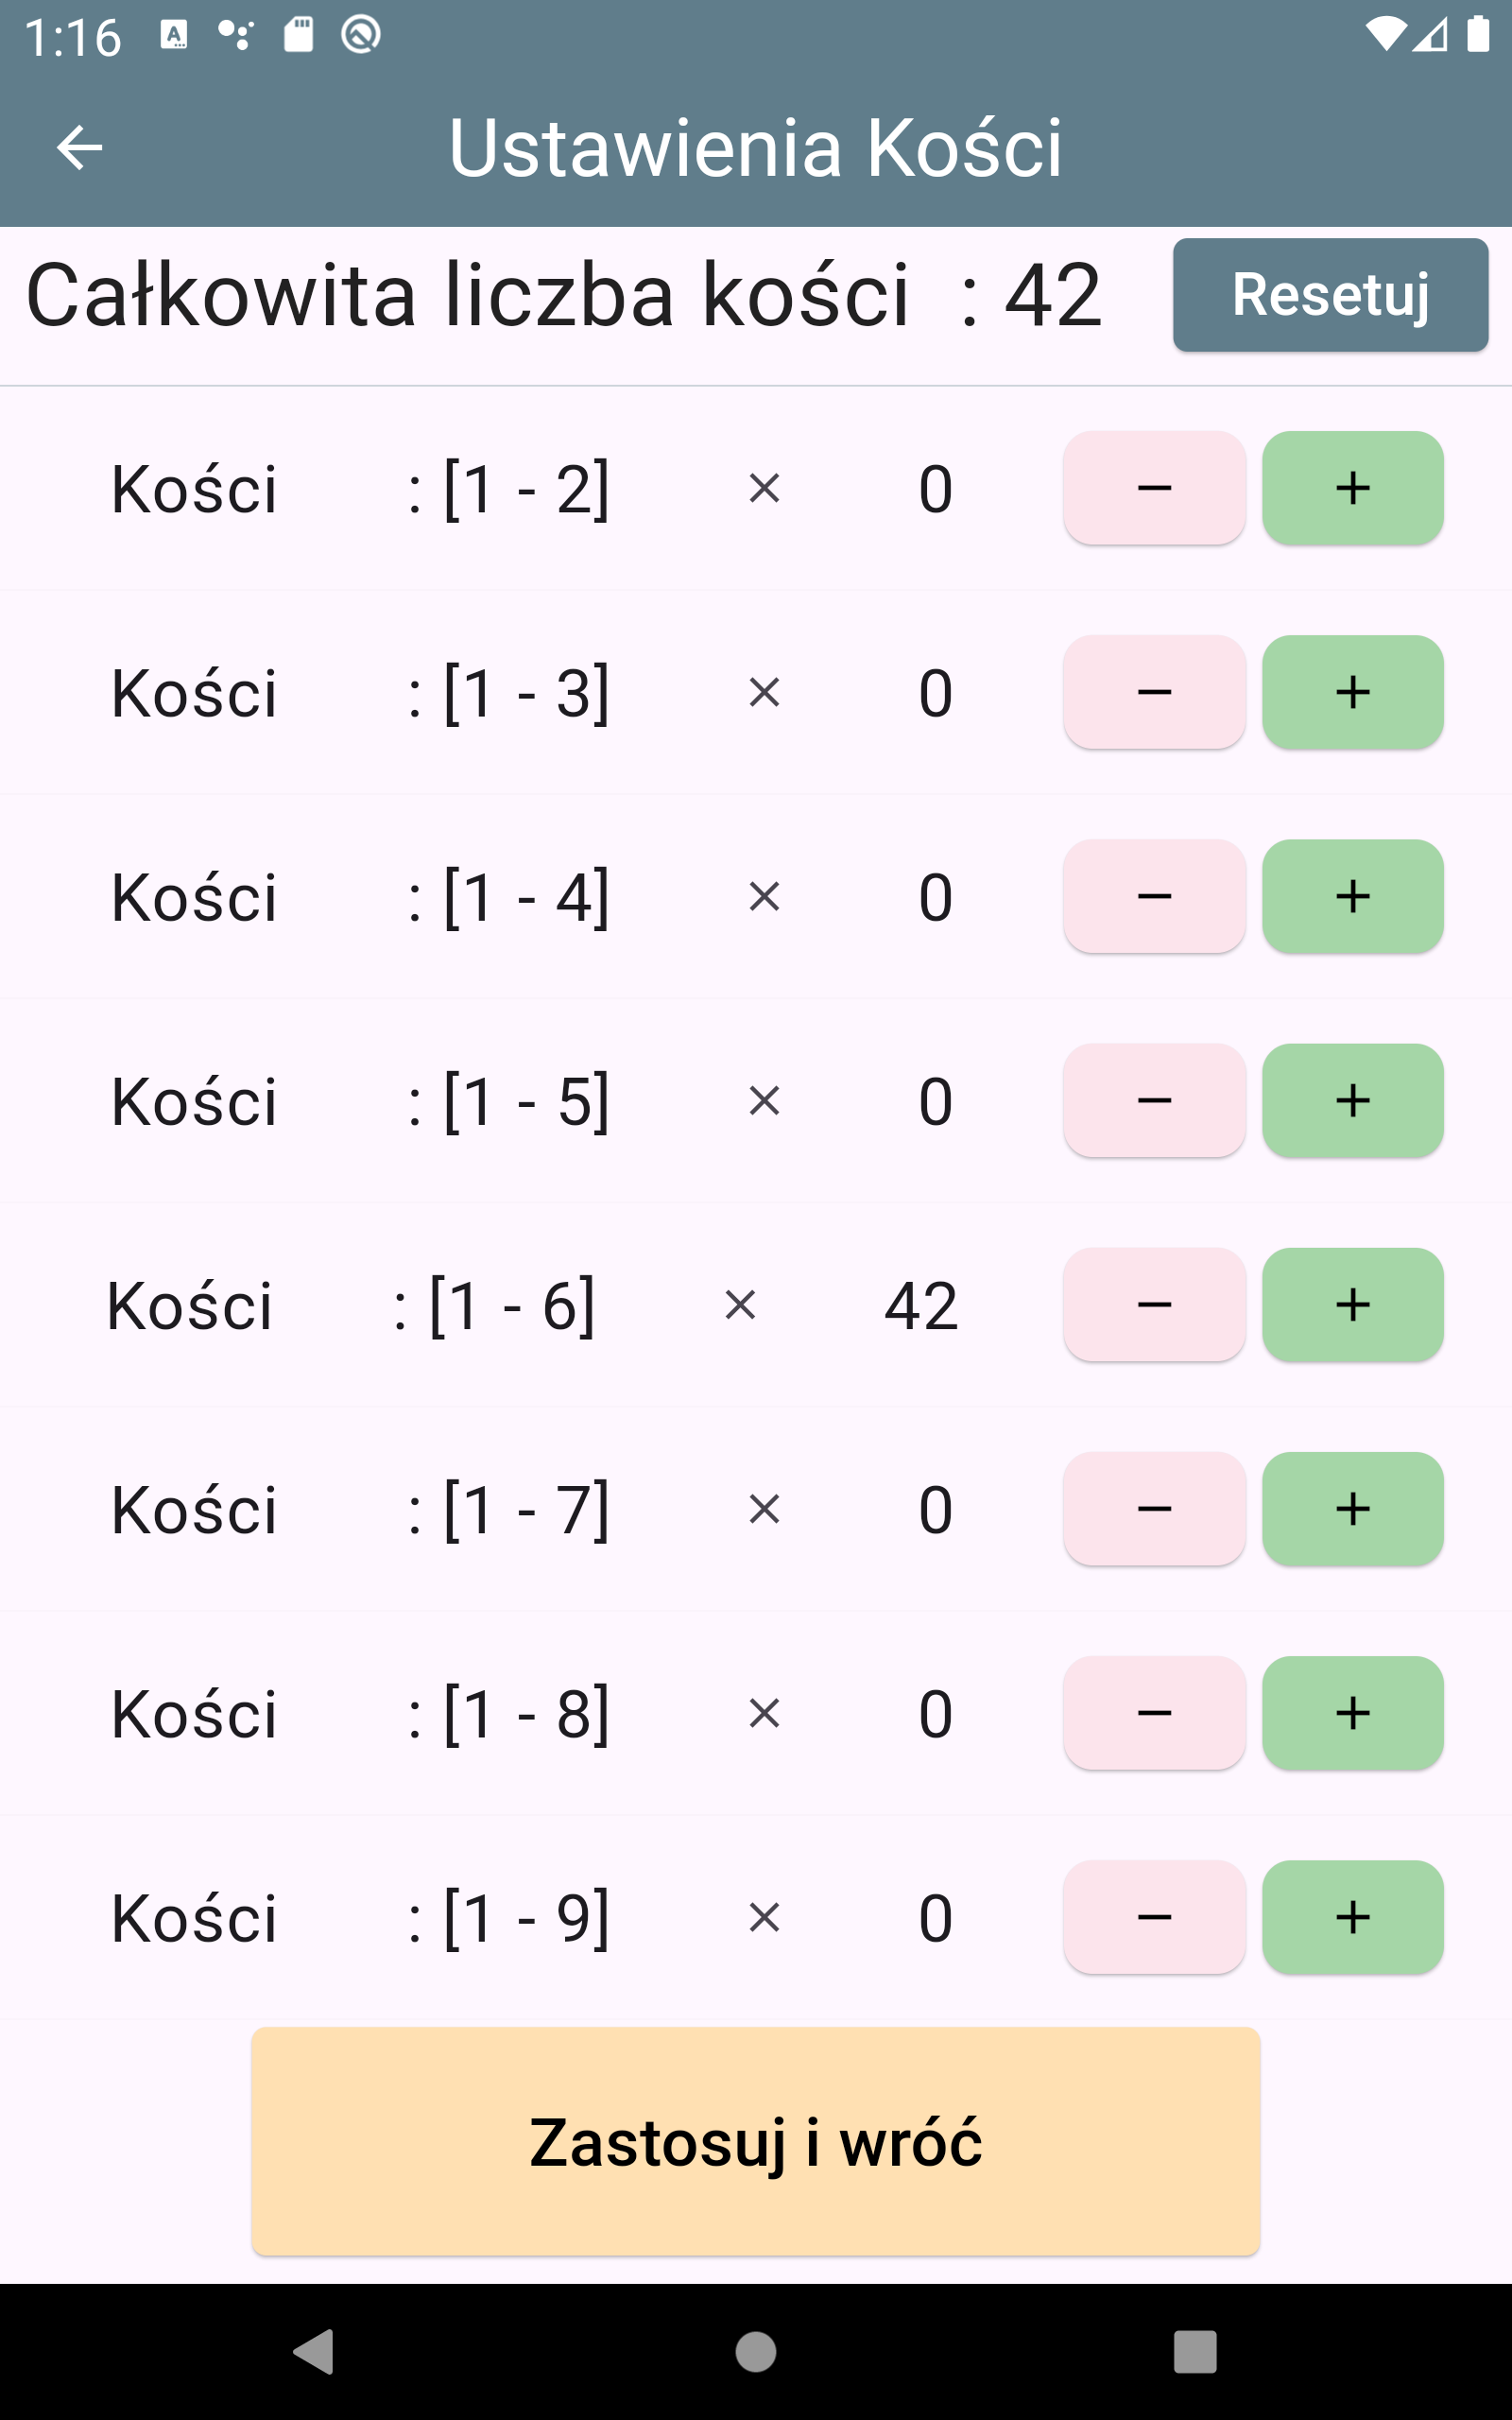 1:16
Ustawienia Kości
Całkowita liczba kości : 42 Resetuj
Kości : [1 - 2] × 0 − +
Kości : [1 - 3] × 0 − +
Kości : [1 - 4] × 0 − +
Kości : [1 - 5] × 0 − +
Kości : [1 - 6] × 42 − +
Kości : [1 - 7] × 0 − +
Kości : [1 - 8] × 0 − +
Kości : [1 - 9] × 0 − +
Zastosuj i wróć